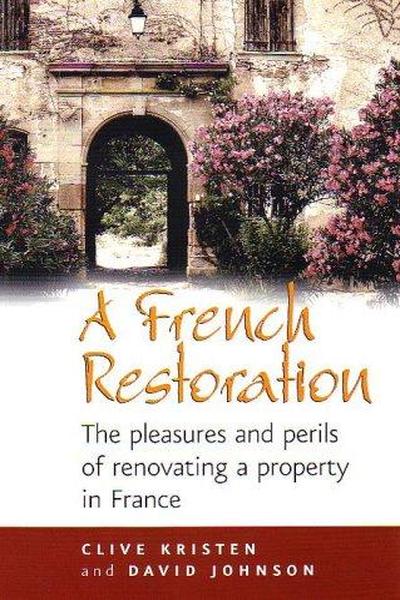 A French
Restoration
The pleasures and perils
of renovating a property
in France
CLIVE KRISTEN
and DAVID JOHNSON